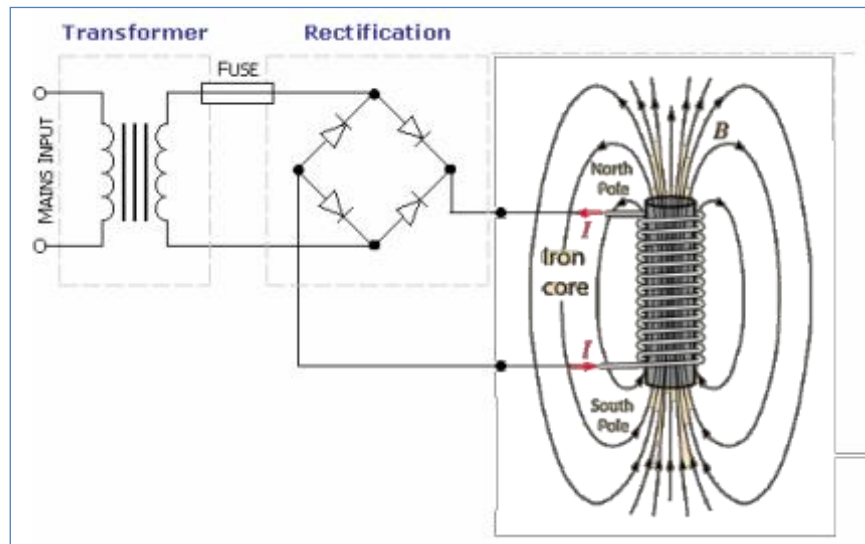 Transformer
Rectification
FUSE
MAINS INPUT
B
North
Pole
I
Iron
core
I
South
Pole